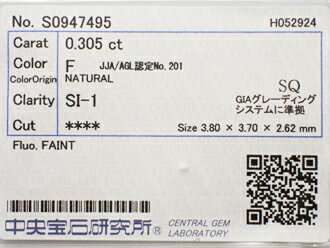 No. S0947495 H052924
Carat 0.305 ct
Color F JJA/AGL認定No.201
ColorOrigin NATURAL
Clarity SI-1 SQ
GIAグレーディング
システムに準拠
Cut ****
Size 3.80 × 3.70 × 2.62 mm
Fluo. FAINT
中央宝石研究所® CENTRAL GEM
LABORATORY